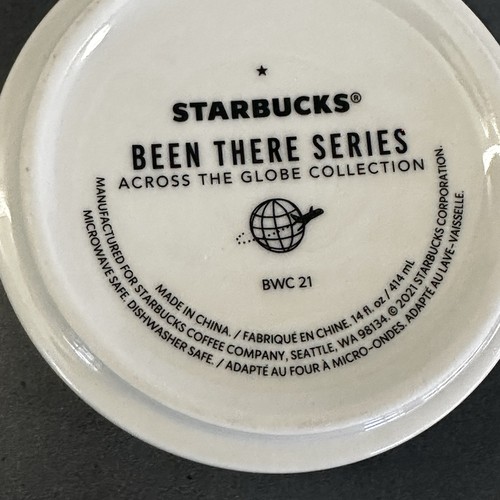 STARBUCKS®
BEEN THERE SERIES
ACROSS THE GLOBE COLLECTION
BWC 21
MADE IN CHINA. / FABRIQUÉ EN CHINE. 14 fl. oz / 414 mL
MANUFACTURED FOR STARBUCKS COFFEE COMPANY, SEATTLE, WA 98134. © 2021 STARBUCKS CORPORATION.
MICROWAVE SAFE. DISHWASHER SAFE. / ADAPTÉ AU FOUR À MICRO-ONDES. ADAPTÉ AU LAVE-VAISSELLE.